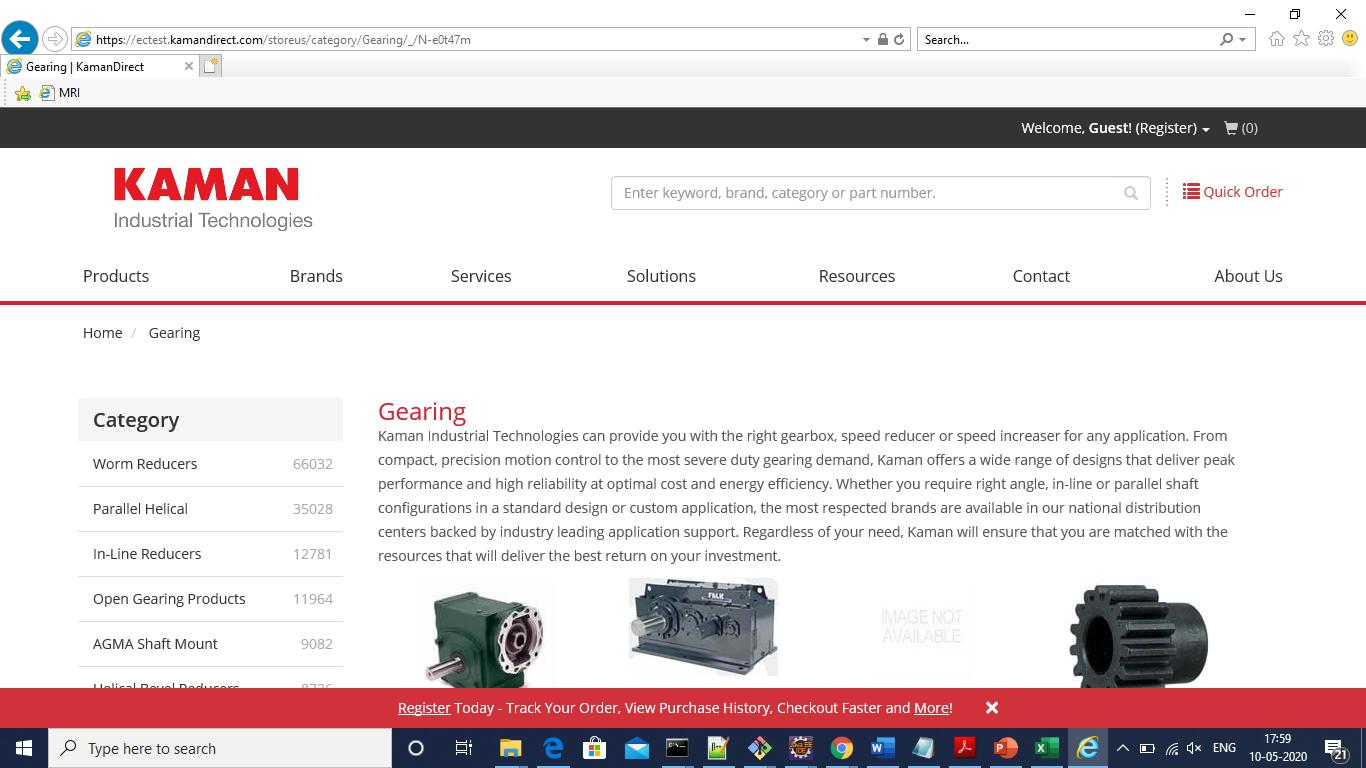 https://ectest.kamandirect.com/storeus/category/Gearing/_/N-e0t47m
Search...
Gearing | KamanDirect
MRI
Welcome, Guest! (Register)
(0)
KAMAN
Industrial Technologies
Enter keyword, brand, category or part number.
Quick Order
Products Brands Services Solutions Resources Contact About Us
Home / Gearing
Category
Worm Reducers 66032
Parallel Helical 35028
In-Line Reducers 12781
Open Gearing Products 11964
AGMA Shaft Mount 9082
Helical Bevel Reducers 8736
Gearing
Kaman Industrial Technologies can provide you with the right gearbox, speed reducer or speed increaser for any application. From
compact, precision motion control to the most severe duty gearing demand, Kaman offers a wide range of designs that deliver peak
performance and high reliability at optimal cost and energy efficiency. Whether you require right angle, in-line or parallel shaft
configurations in a standard design or custom application, the most respected brands are available in our national distribution
centers backed by industry leading application support. Regardless of your need, Kaman will ensure that you are matched with the
resources that will deliver the best return on your investment.
FALK
IMAGE NOT
AVAILABLE
Register Today - Track Your Order, View Purchase History, Checkout Faster and More!
Type here to search
ENG
17:59
10-05-2020
21